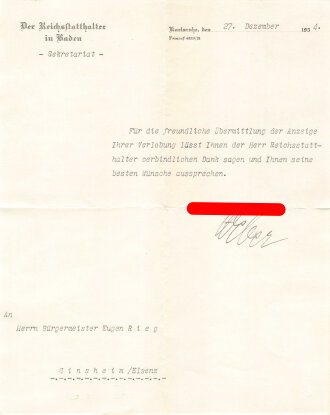 Der Reichsstatthalter
in Baden
- Sekretariat -
Karlsruhe, den 27. Dezember 193
Für die freundliche Übermittlung der Anzeige
Ihrer Verlobung lässt Ihnen der Herr Reichsstatt-
halter verbindlichen Dank sagen und Ihnen seine
besten Wünsche aussprechen.
An
Herrn Bürgermeister Eugen R i e g
S i n s h e i m /Elsenz